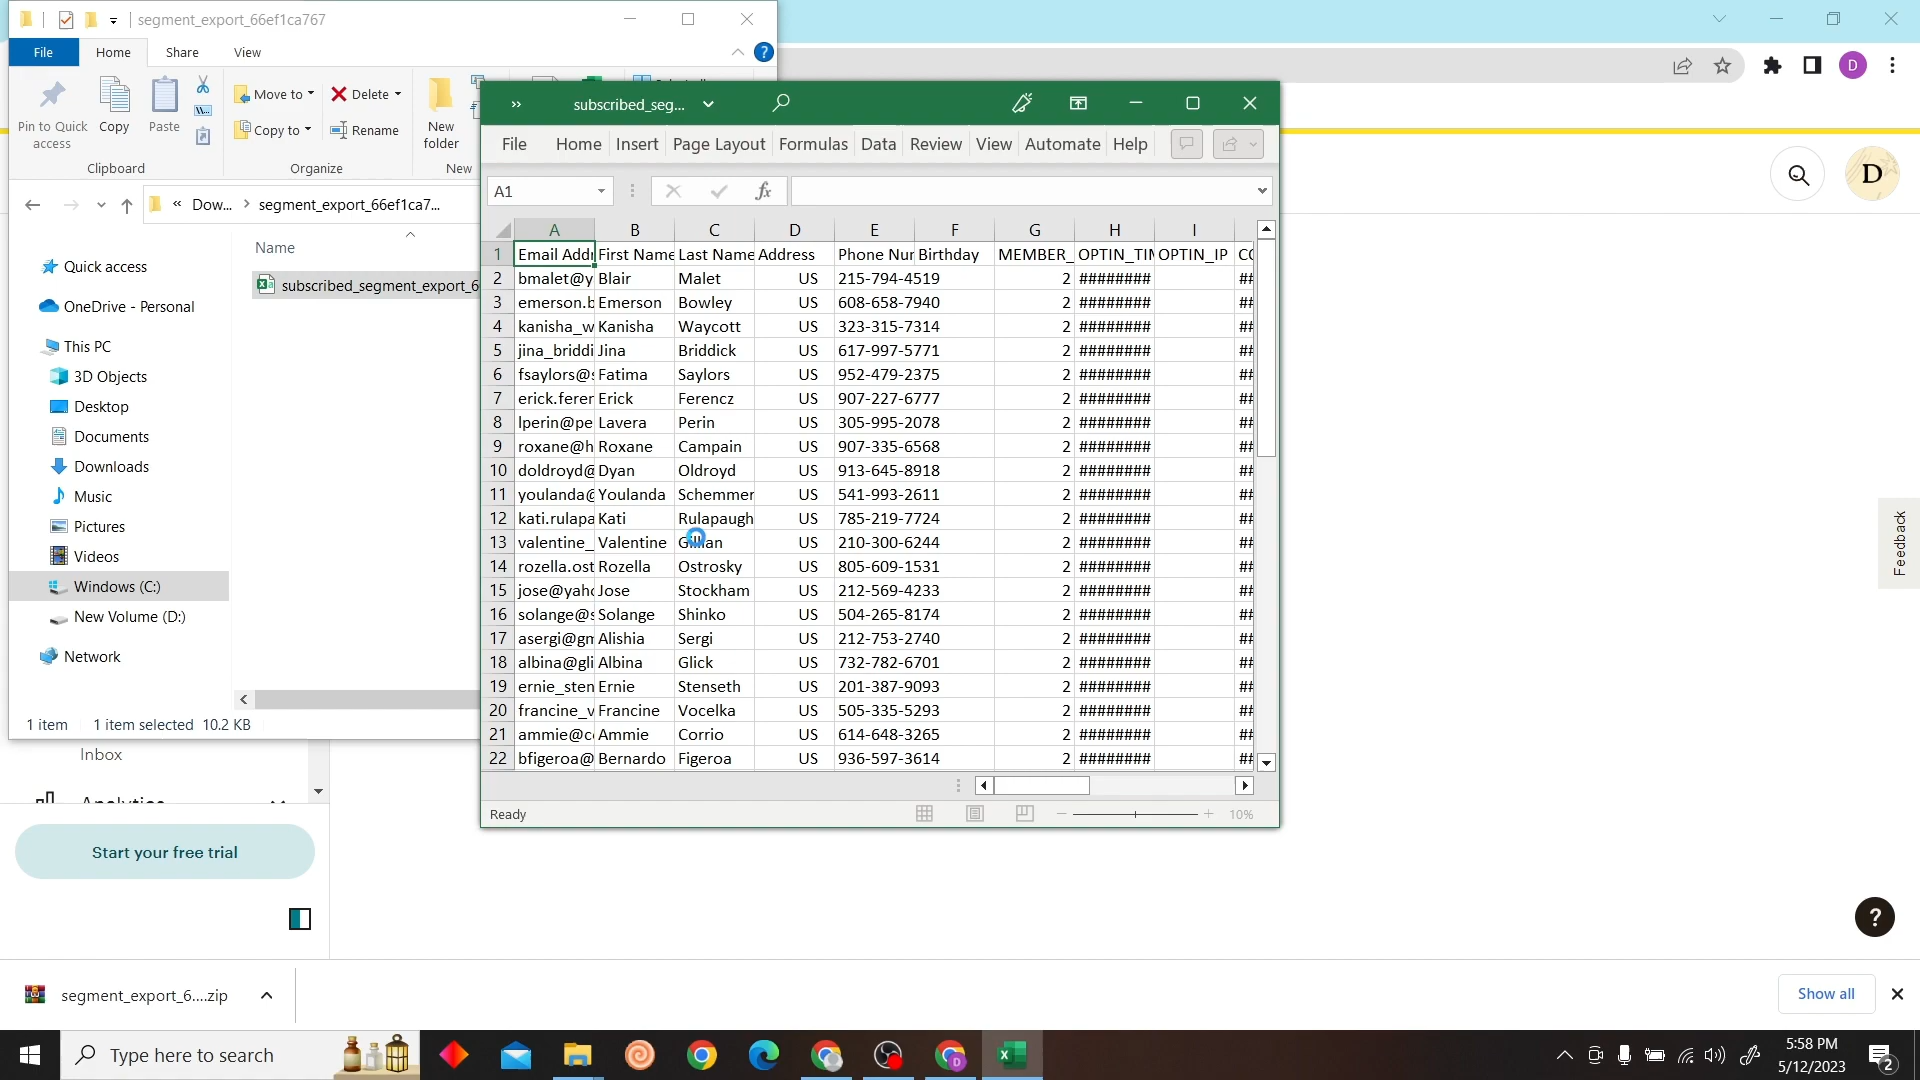 segment_export_66ef1ca767
File
Home
Share
View
?
Pin to Quick
access
Copy
Paste
Move to
Copy to
Delete
Rename
New
folder
Clipboard
Organize
New
Dow...
segment_export_66ef1ca7...
Name
subscribed_segment_export_6
Quick access
OneDrive - Personal
This PC
3D Objects
Desktop
Documents
Downloads
Music
Pictures
Videos
Windows (C:)
New Volume (D:)
Network
1 item
1 item selected 10.2 KB
subscribed_seg...
File Home Insert Page Layout Formulas Data Review View Automate Help
A1
fx
A B C D E F G H I
1 Email Addr First Name Last Name Address Phone Nur Birthday MEMBER_ OPTIN_TIM OPTIN_IP CO
2 bmalet@y Blair Malet US 215-794-4519 2 ######## ##
3 emerson.b Emerson Bowley US 608-658-7940 2 ######## ##
4 kanisha_w Kanisha Waycott US 323-315-7314 2 ######## ##
5 jina_briddi Jina Briddick US 617-997-5771 2 ######## ##
6 fsaylors@s Fatima Saylors US 952-479-2375 2 ######## ##
7 erick.feren Erick Ferencz US 907-227-6777 2 ######## ##
8 lperin@pe Lavera Perin US 305-995-2078 2 ######## ##
9 roxane@h Roxane Campain US 907-335-6568 2 ######## ##
10 doldroyd@ Dyan Oldroyd US 913-645-8918 2 ######## ##
11 youlanda@ Youlanda Schemmer US 541-993-2611 2 ######## ##
12 kati.rulapa Kati Rulapaugh US 785-219-7724 2 ######## ##
13 valentine_ Valentine US 210-300-6244 2 ######## ##
14 rozella.ost Rozella Ostrosky US 805-609-1531 2 ######## ##
15 jose@yaho Jose Stockham US 212-569-4233 2 ######## ##
16 solange@s Solange Shinko US 504-265-8174 2 ######## ##
17 asergi@gm Alishia Sergi US 212-753-2740 2 ######## ##
18 albina@gli Albina Glick US 732-782-6701 2 ######## ##
19 ernie_sten Ernie Stenseth US 201-387-9093 2 ######## ##
20 francine_v Francine Vocelka US 505-335-5293 2 ######## ##
21 ammie@co Ammie Corrio US 614-648-3265 2 ######## ##
22 bfigeroa@ Bernardo Figeroa US 936-597-3614 2 ######## ##
Ready
10%
D
D
Feedback
Inbox
Analytics
Start your free trial
?
segment_export_6....zip
Show all
Type here to search
5:58 PM
5/12/2023
2